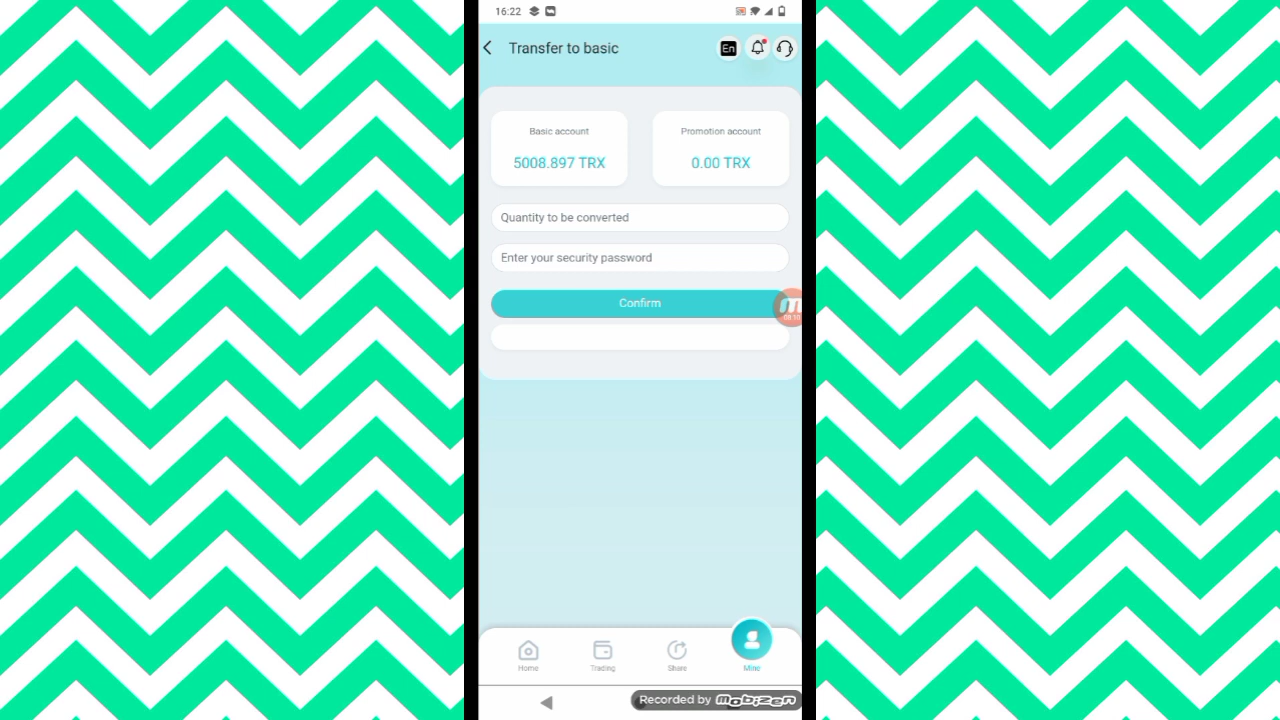 16:22
Transfer to basic
En
Basic account
Promotion account
5008.897 TRX
0.00 TRX
Quantity to be converted
Enter your security password
Confirm
Home
Trading
Share
Mine
Recorded by mobizen